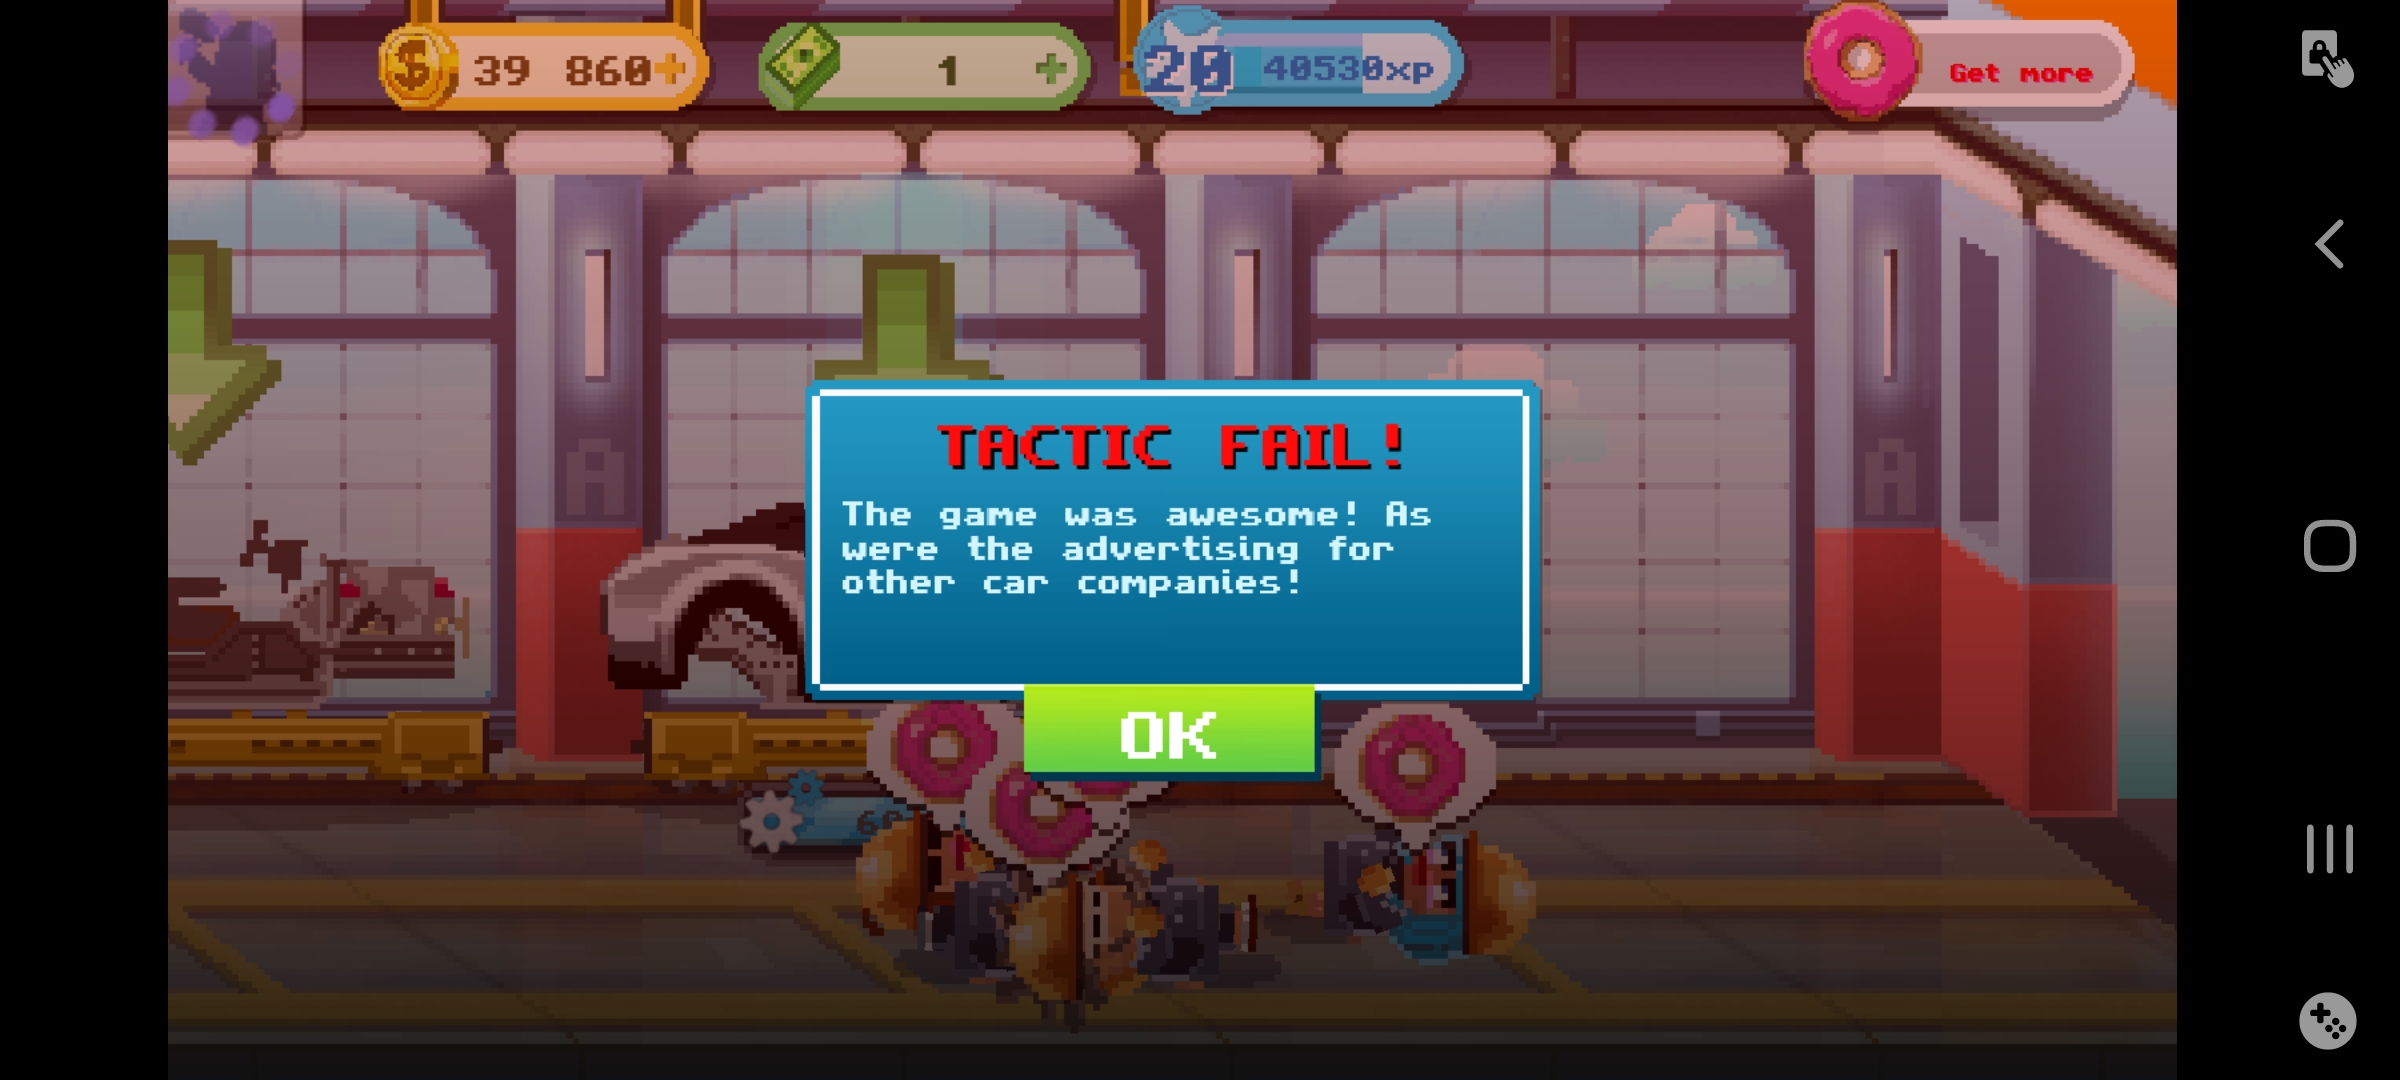 39 860
1
20
40530xp
Get more
A
A
TACTIC FAIL!
The game was awesome! As
were the advertising for
other car companies!
OK